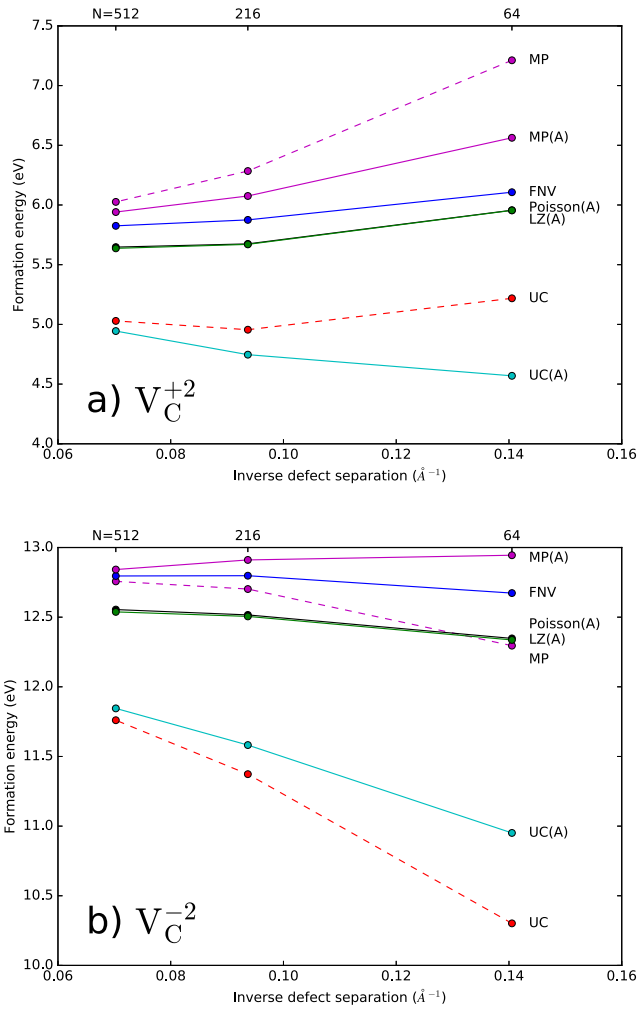 N=512 216 64
7.5
7.0
6.5
6.0
5.5
5.0
4.5
4.0
Formation energy (eV)
MP
MP(A)
FNV
Poisson(A)
LZ(A)
UC
UC(A)
a) V_C^{+2}
0.06 0.08 0.10 0.12 0.14 0.16
Inverse defect separation (Å⁻¹)
N=512 216 64
13.0
12.5
12.0
11.5
11.0
10.5
10.0
Formation energy (eV)
MP(A)
FNV
Poisson(A)
LZ(A)
MP
UC(A)
UC
b) V_C^{-2}
0.06 0.08 0.10 0.12 0.14 0.16
Inverse defect separation (Å⁻¹)